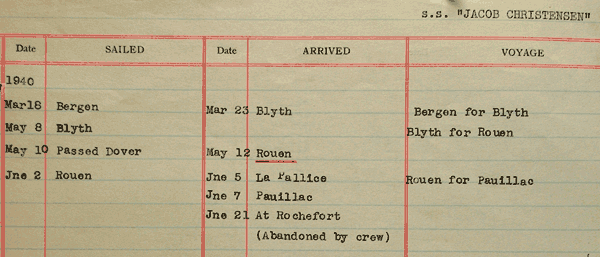 s.s. "JACOB CHRISTENSEN"
Date SAILED Date ARRIVED VOYAGE
1940
Mar18 Bergen Mar 23 Blyth Bergen for Blyth
May 8 Blyth Blyth for Rouen
May 10 Passed Dover May 12 Rouen
Jne 2 Rouen Jne 5 La Pallice Rouen for Pauillac
Jne 7 Pauillac
Jne 21 At Rochefort
(Abandoned by crew)